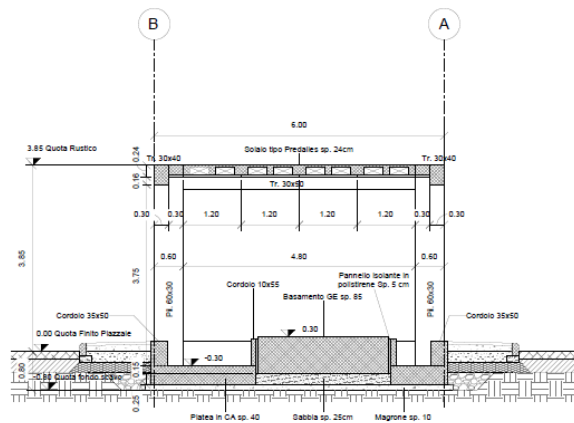 B
A
6.00
3.85 Quota Rustico
0.24
Tr. 30x40
Solaio tipo Predalles sp. 24cm
Tr. 30x40
0.16
Tr. 30x50
0.30
0.30
1.20
1.20
1.20
1.20
0.30
0.30
0.60
4.80
0.60
3.85
3.75
Pil. 60x30
Pil. 60x30
Cordolo 10x55
Pannello isolante in
polistirene Sp. 5 cm
Basamento GE sp. 85
Cordolo 35x50
Cordolo 35x50
0.00 Quota Finito Piazzale
0.30
-0.30
0.80
0.15
-0.80 Quota fondo scavo
0.25
Platea in CA sp. 40
Sabbia sp. 25cm
Magrone sp. 10